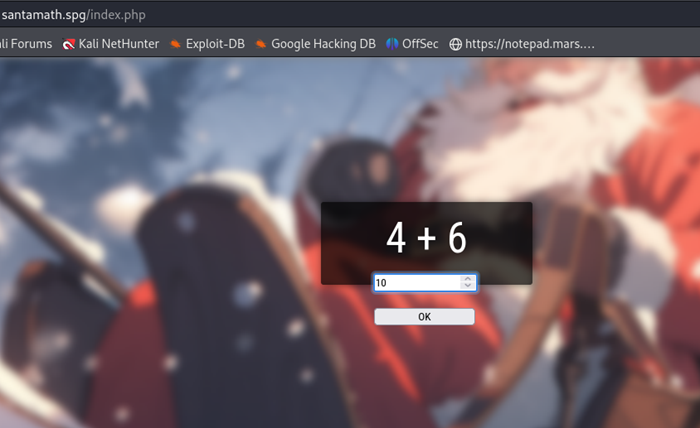 santamath.spg/index.php
ali Forums Kali NetHunter Exploit-DB Google Hacking DB OffSec https://notepad.mars....
4 + 6
10
OK